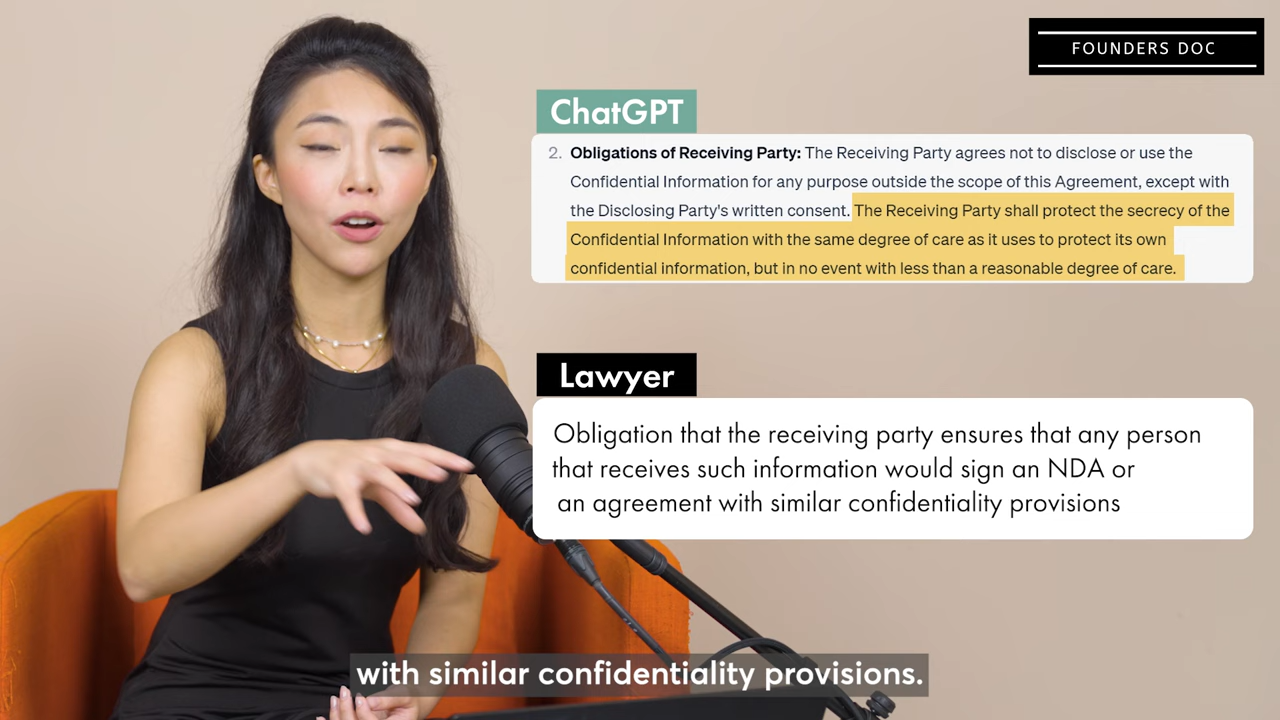 FOUNDERS DOC
ChatGPT
2. Obligations of Receiving Party: The Receiving Party agrees not to disclose or use the
Confidential Information for any purpose outside the scope of this Agreement, except with
the Disclosing Party's written consent. The Receiving Party shall protect the secrecy of the
Confidential Information with the same degree of care as it uses to protect its own
confidential information, but in no event with less than a reasonable degree of care.
Lawyer
Obligation that the receiving party ensures that any person
that receives such information would sign an NDA or
an agreement with similar confidentiality provisions
with similar confidentiality provisions.